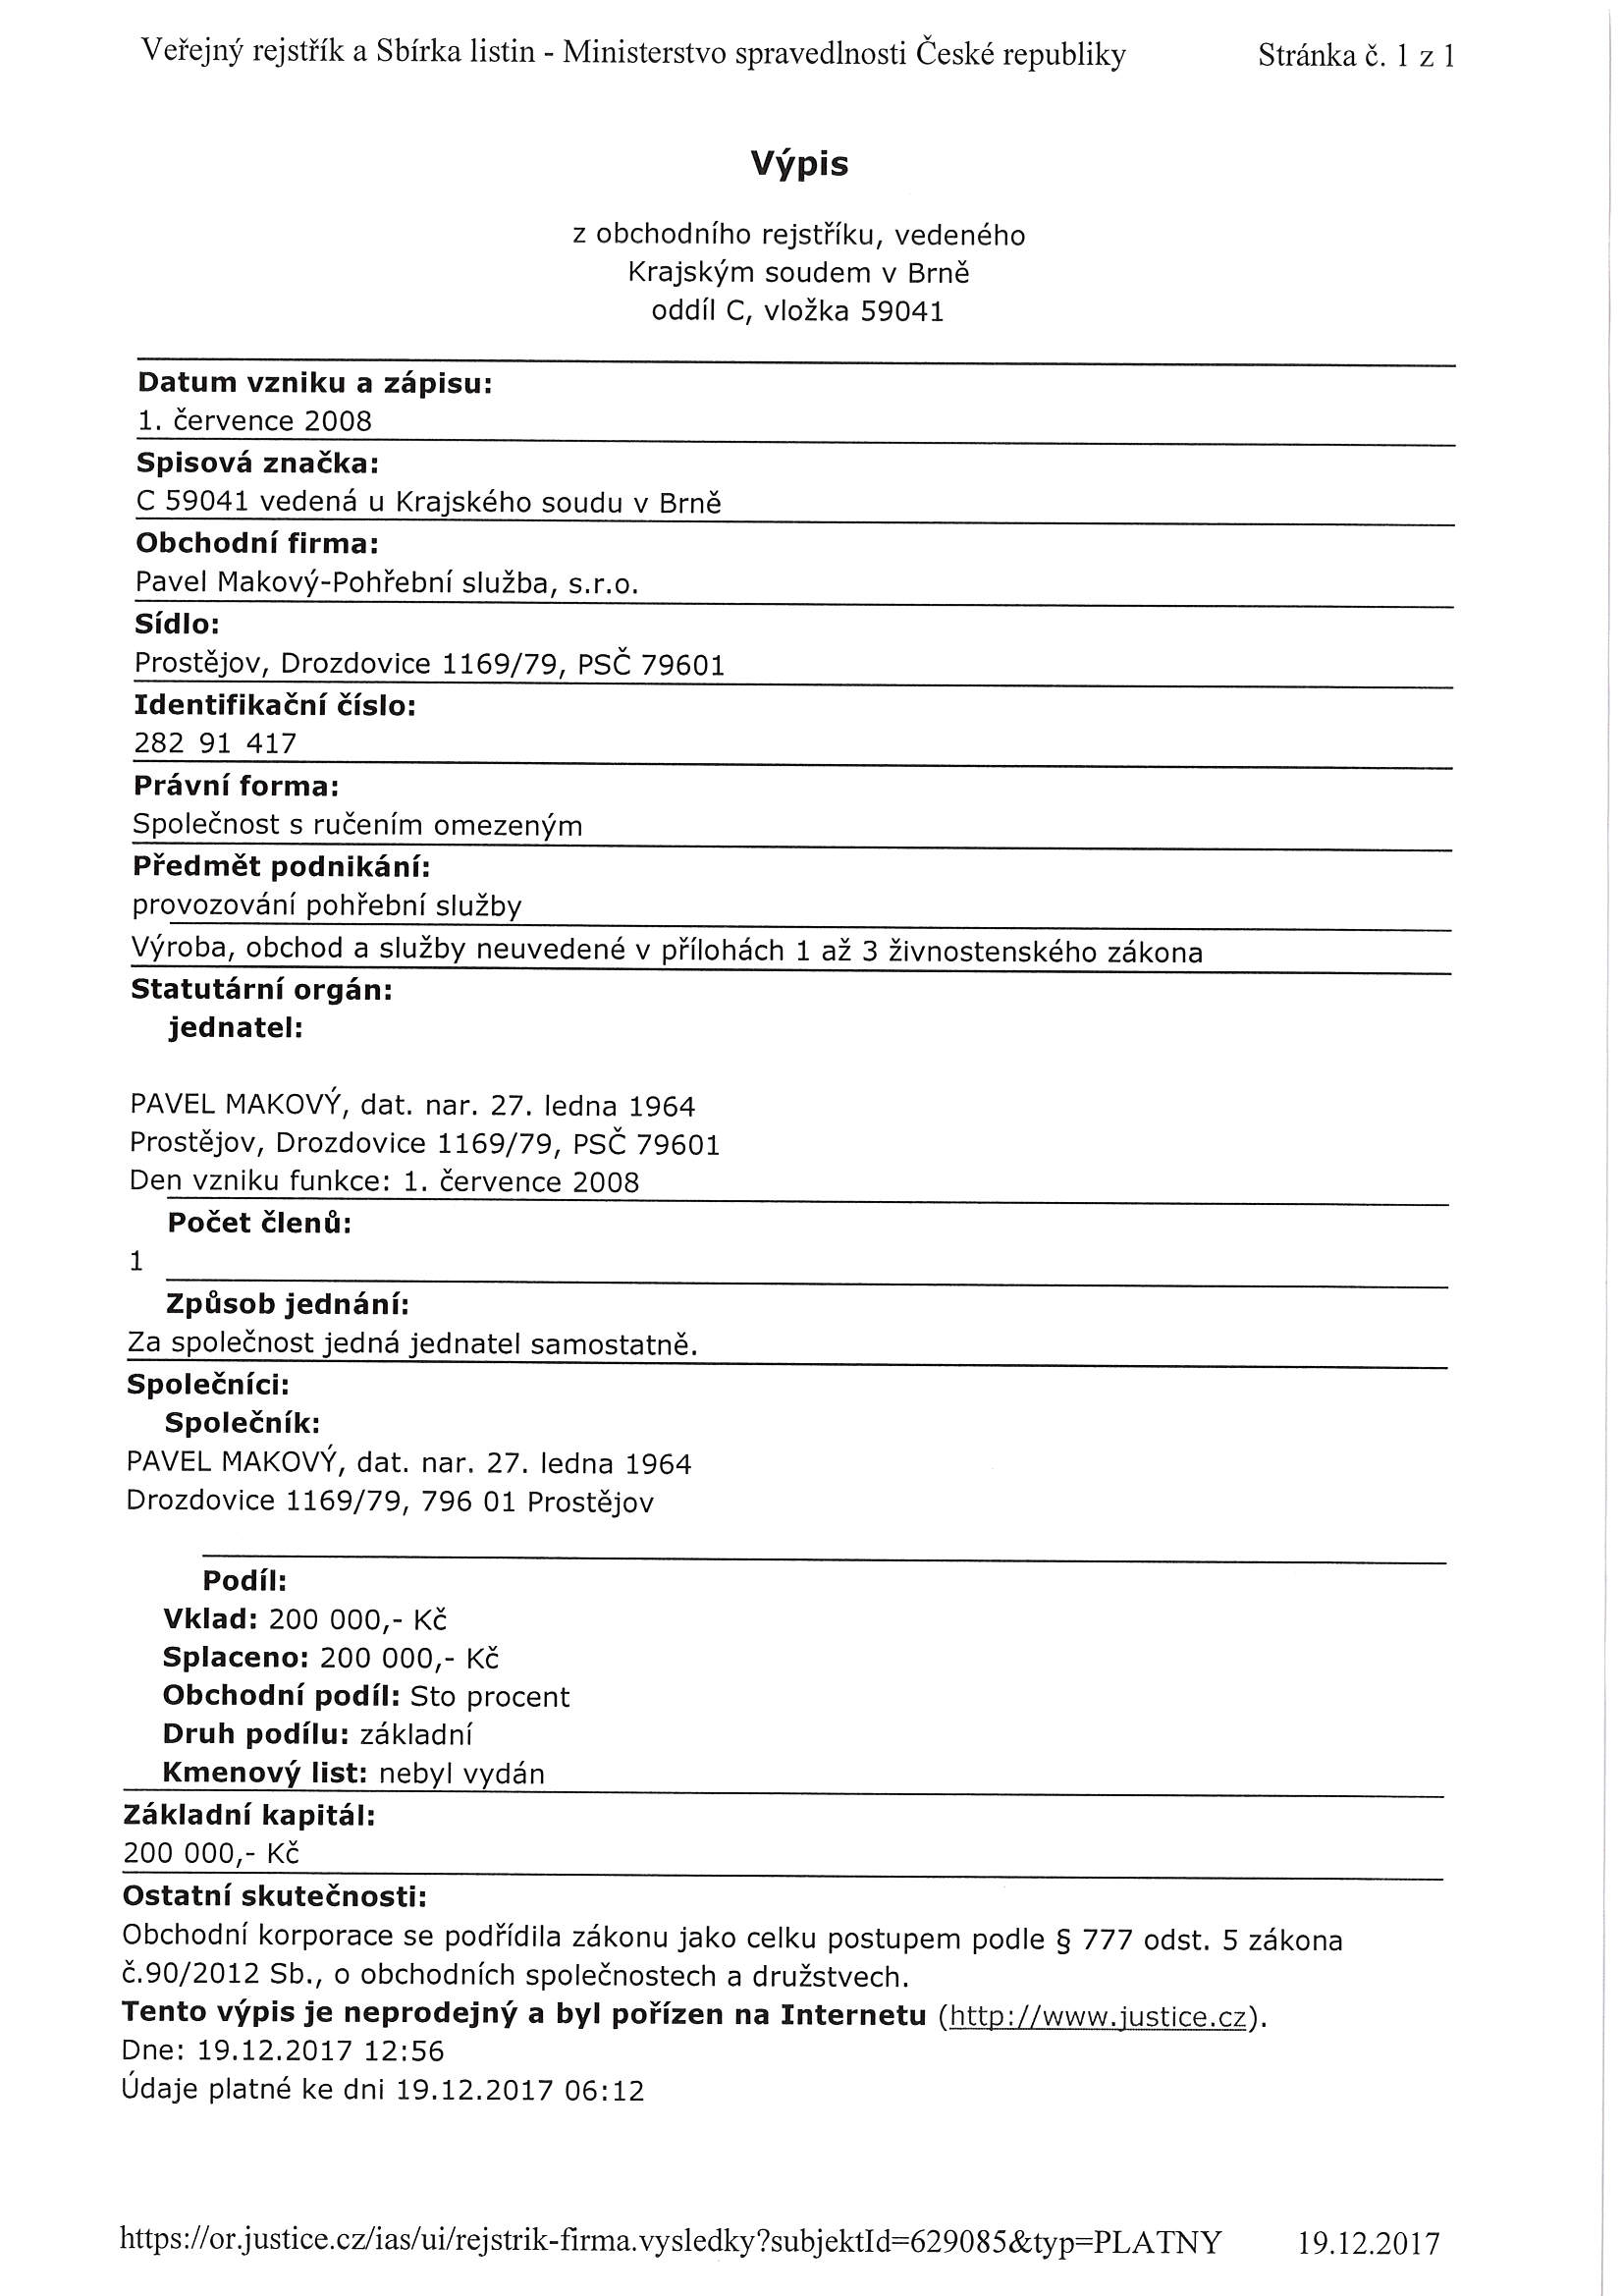 Veřejný rejstřík a Sbírka listin - Ministerstvo spravedlnosti České republiky Stránka č. 1 z 1
Výpis
z obchodního rejstříku, vedeného
Krajským soudem v Brně
oddíl C, vložka 59041
Datum vzniku a zápisu:
1. července 2008
Spisová značka:
C 59041 vedená u Krajského soudu v Brně
Obchodní firma:
Pavel Makový-Pohřební služba, s.r.o.
Sídlo:
Prostějov, Drozdovice 1169/79, PSČ 79601
Identifikační číslo:
282 91 417
Právní forma:
Společnost s ručením omezeným
Předmět podnikání:
provozování pohřební služby
Výroba, obchod a služby neuvedené v přílohách 1 až 3 živnostenského zákona
Statutární orgán:
jednatel:
PAVEL MAKOVÝ, dat. nar. 27. ledna 1964
Prostějov, Drozdovice 1169/79, PSČ 79601
Den vzniku funkce: 1. července 2008
Počet členů:
1
Způsob jednání:
Za společnost jedná jednatel samostatně.
Společníci:
Společník:
PAVEL MAKOVÝ, dat. nar. 27. ledna 1964
Drozdovice 1169/79, 796 01 Prostějov
Podíl:
Vklad: 200 000,- Kč
Splaceno: 200 000,- Kč
Obchodní podíl: Sto procent
Druh podílu: základní
Kmenový list: nebyl vydán
Základní kapitál:
200 000,- Kč
Ostatní skutečnosti:
Obchodní korporace se podřídila zákonu jako celku postupem podle § 777 odst. 5 zákona
č.90/2012 Sb., o obchodních společnostech a družstvech.
Tento výpis je neprodejný a byl pořízen na Internetu (http://www.justice.cz).
Dne: 19.12.2017 12:56
Údaje platné ke dni 19.12.2017 06:12
https://or.justice.cz/ias/ui/rejstrik-firma.vysledky?subjektId=629085&typ=PLATNY 19.12.2017